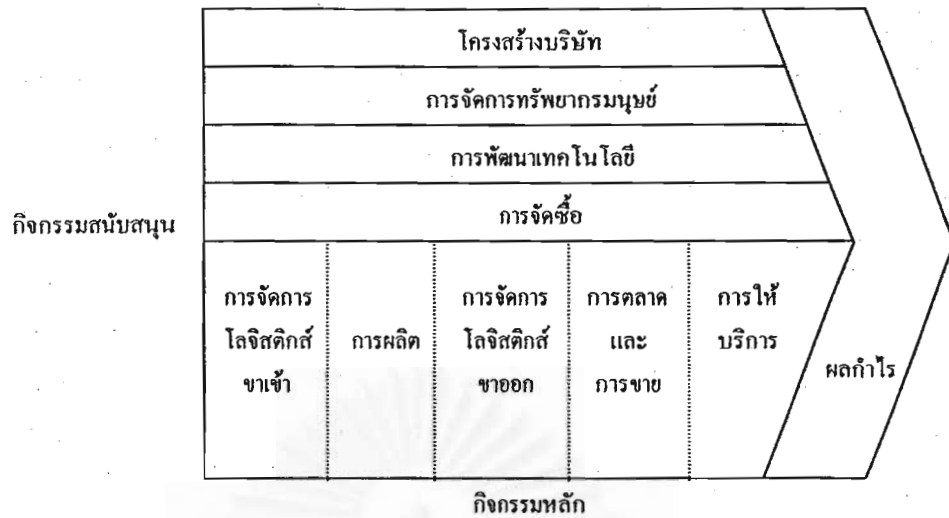 โครงสร้างบริษัท
การจัดการทรัพยากรมนุษย์
การพัฒนาเทคโนโลยี
การจัดซื้อ
กิจกรรมสนับสนุน
การจัดการ
โลจิสติกส์
ขาเข้า
การผลิต
การจัดการ
โลจิสติกส์
ขาออก
การตลาด
และ
การขาย
การให้
บริการ
ผลกำไร
กิจกรรมหลัก